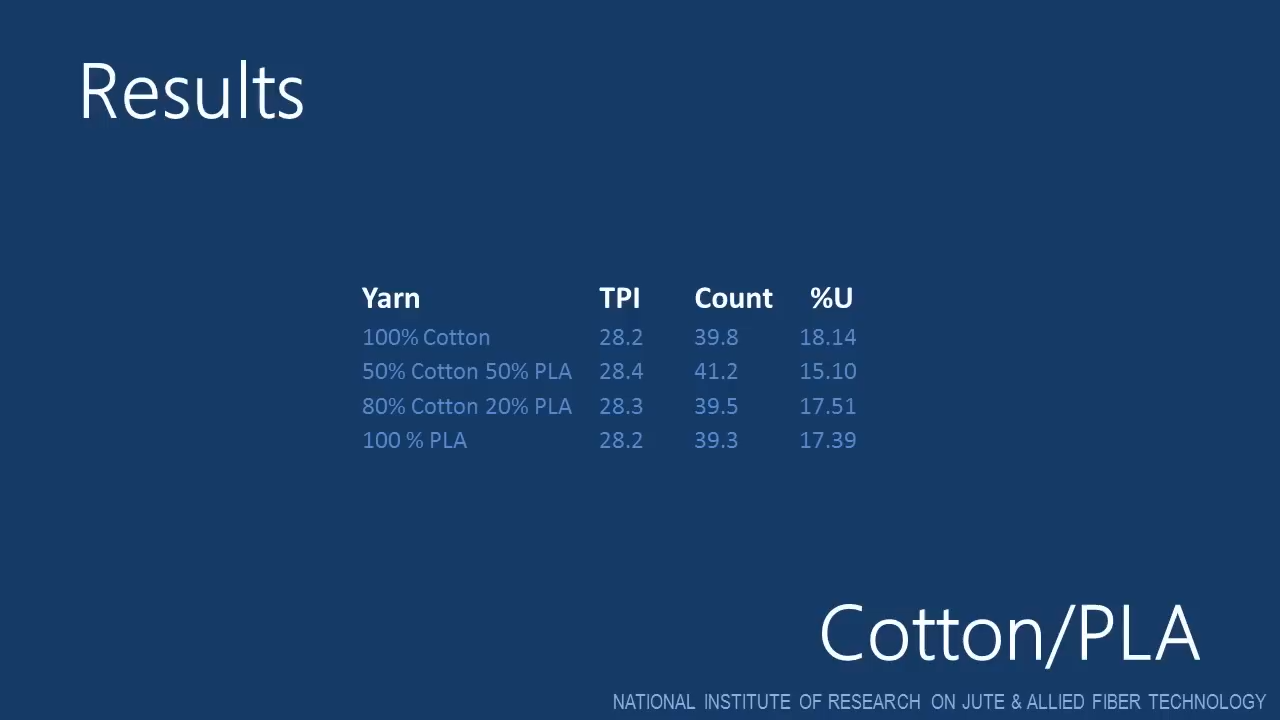 Results
Yarn TPI Count %U
100% Cotton 28.2 39.8 18.14
50% Cotton 50% PLA 28.4 41.2 15.10
80% Cotton 20% PLA 28.3 39.5 17.51
100 % PLA 28.2 39.3 17.39
Cotton/PLA
NATIONAL INSTITUTE OF RESEARCH ON JUTE & ALLIED FIBER TECHNOLOGY